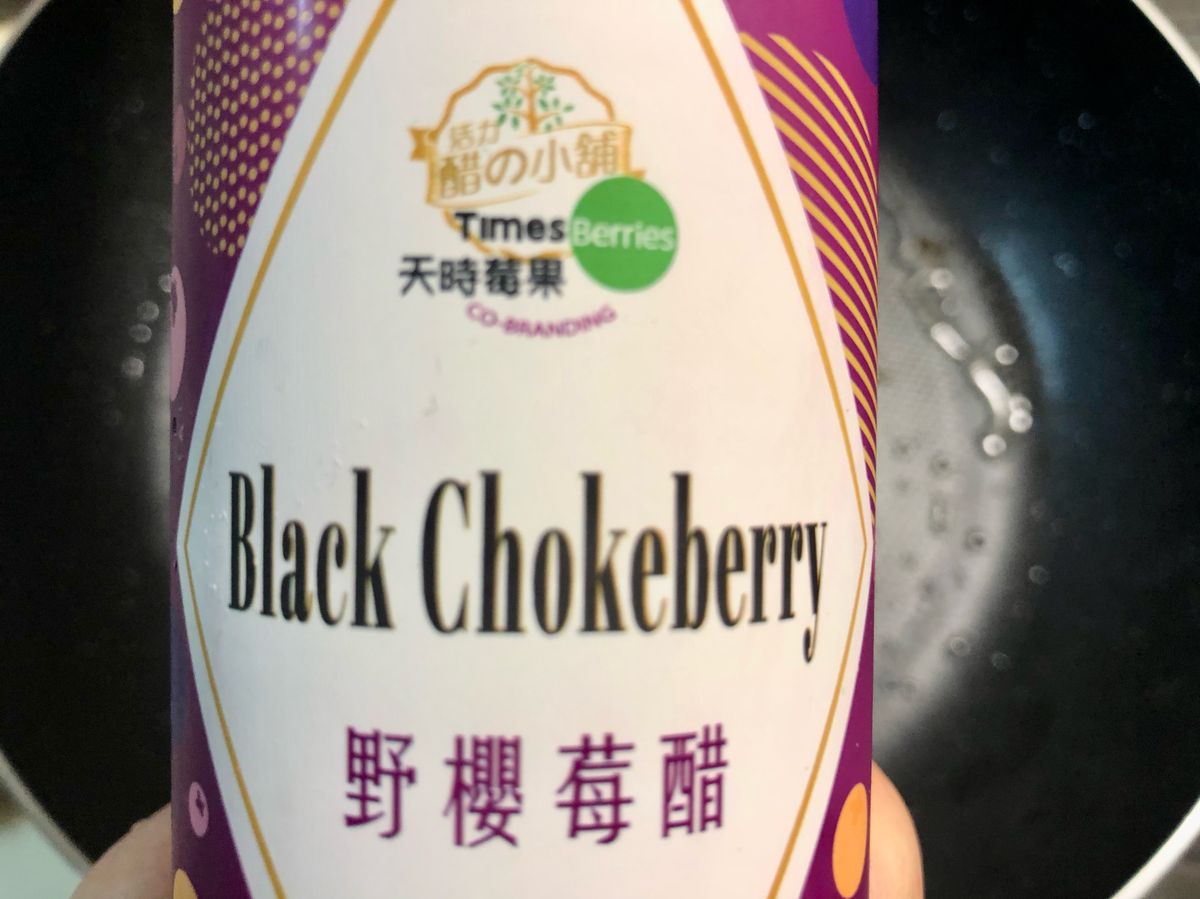 活力
醋の小舖
Times Berries
天時莓果
CO-BRANDING
Black Chokeberry
野櫻莓醋